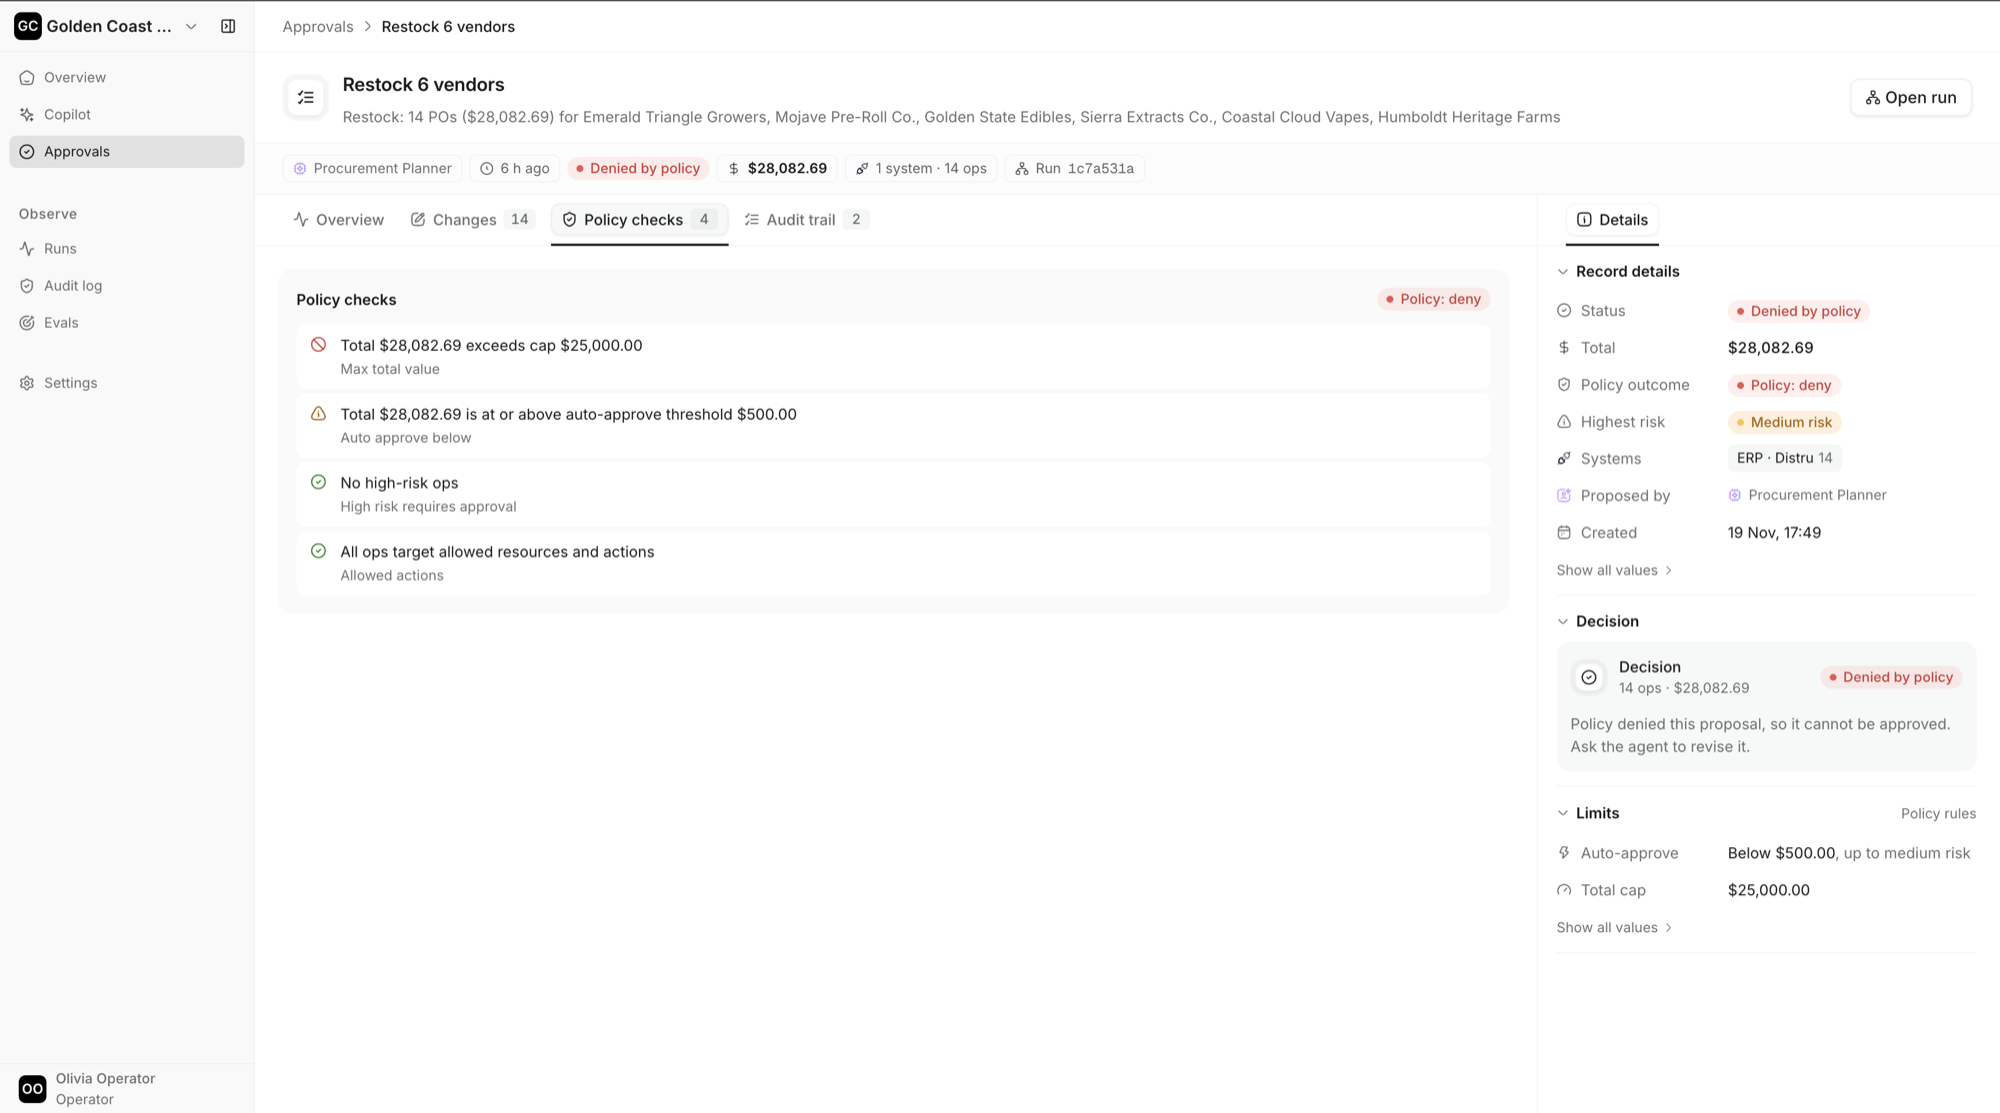 GC Golden Coast ...
Overview
Copilot
Approvals
Observe
Runs
Audit log
Evals
Settings
OO
Olivia Operator
Operator
Approvals > Restock 6 vendors
Restock 6 vendors
Restock: 14 POs ($28,082.69) for Emerald Triangle Growers, Mojave Pre-Roll Co., Golden State Edibles, Sierra Extracts Co., Coastal Cloud Vapes, Humboldt Heritage Farms
Open run
Procurement Planner
6 h ago
Denied by policy
$ $28,082.69
1 system · 14 ops
Run 1c7a531a
Overview
Changes 14
Policy checks 4
Audit trail 2
Policy checks
Policy: deny
Total $28,082.69 exceeds cap $25,000.00
Max total value
Total $28,082.69 is at or above auto-approve threshold $500.00
Auto approve below
No high-risk ops
High risk requires approval
All ops target allowed resources and actions
Allowed actions
Details
Record details
Status Denied by policy
$ Total $28,082.69
Policy outcome Policy: deny
Highest risk Medium risk
Systems ERP · Distru 14
Proposed by Procurement Planner
Created 19 Nov, 17:49
Show all values >
Decision
Decision
14 ops · $28,082.69
Denied by policy
Policy denied this proposal, so it cannot be approved.
Ask the agent to revise it.
Limits Policy rules
Auto-approve Below $500.00, up to medium risk
Total cap $25,000.00
Show all values >